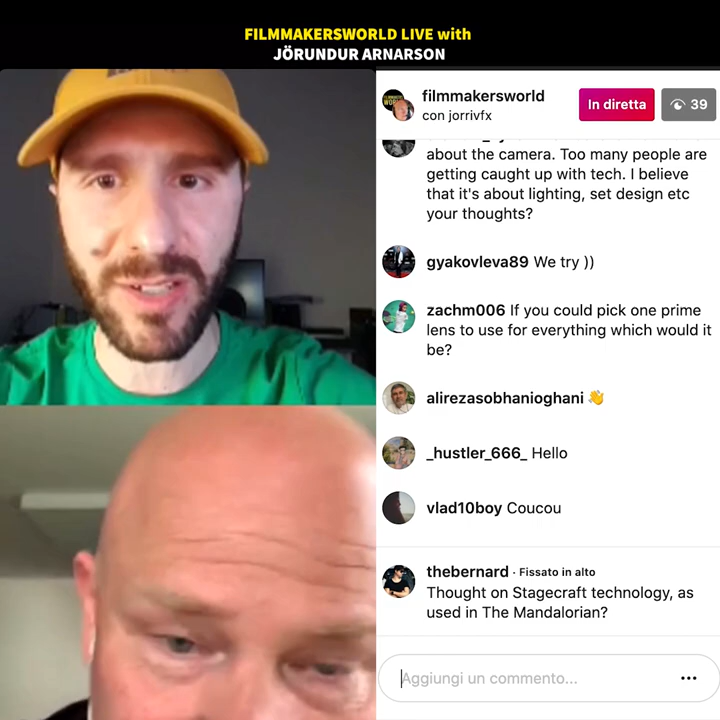 FILMMAKERSWORLD LIVE with
JÖRUNDUR ARNARSON
filmmakersworld
con jorrivfx
In diretta
39
about the camera. Too many people are
getting caught up with tech. I believe
that it's about lighting, set design etc
your thoughts?
gyakovleva89 We try ))
zachm006 If you could pick one prime
lens to use for everything which would it
be?
alirezasobhanioghani 👋
_hustler_666_ Hello
vlad10boy Coucou
thebernard · Fissato in alto
Thought on Stagecraft technology, as
used in The Mandalorian?
Aggiungi un commento...